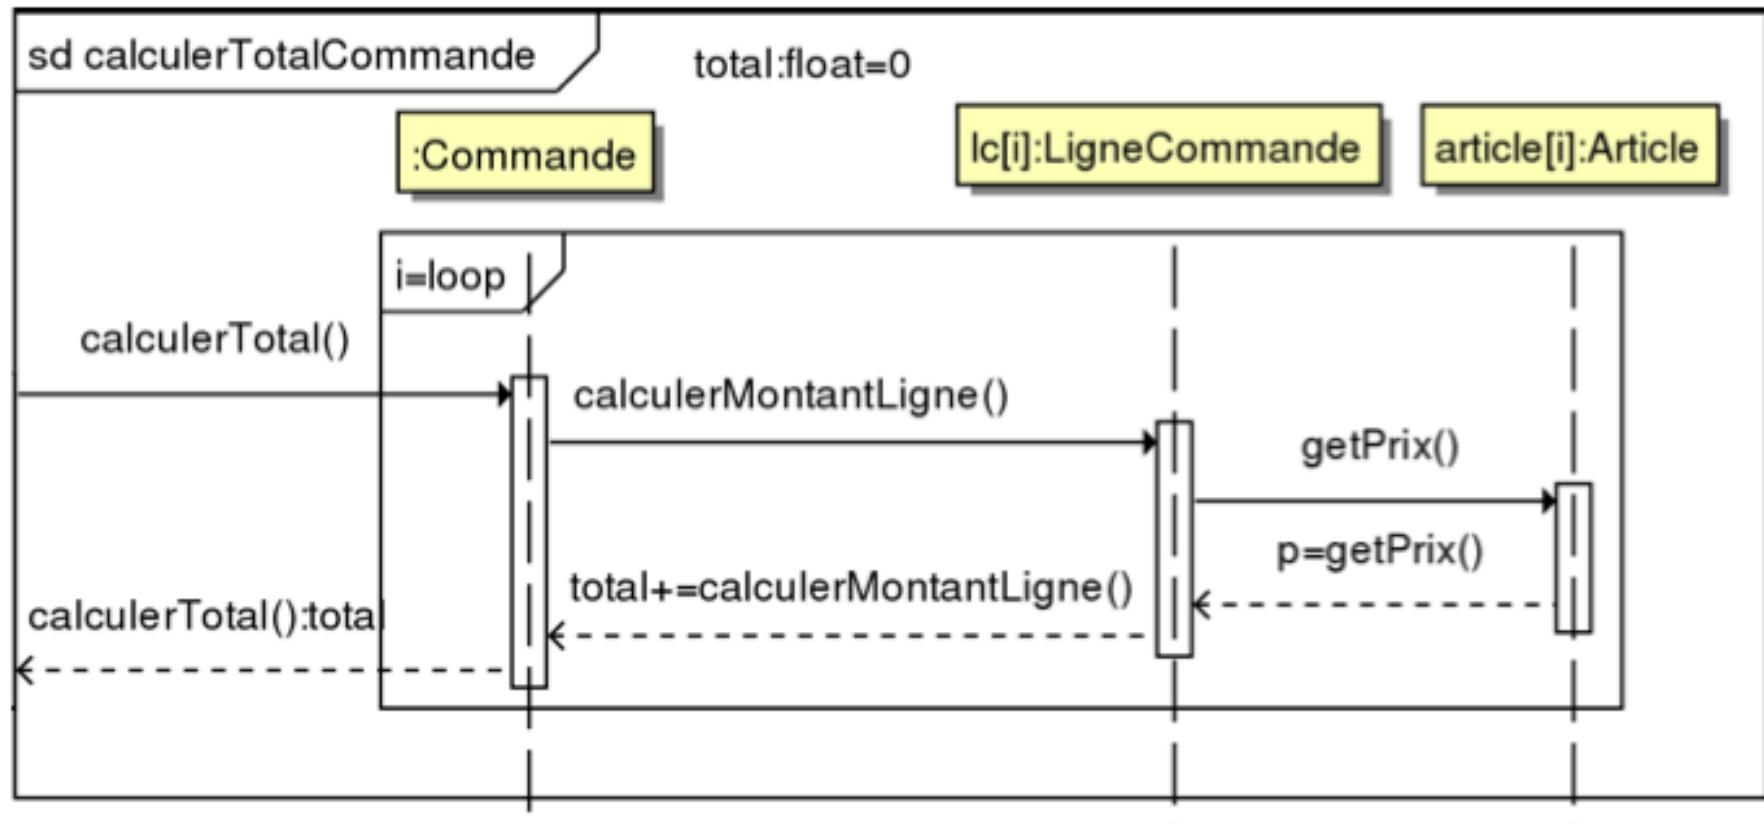 sd calculerTotalCommande
total:float=0
:Commande
lc[i]:LigneCommande
article[i]:Article
i=loop
calculerTotal()
calculerMontantLigne()
getPrix()
p=getPrix()
total+=calculerMontantLigne()
calculerTotal():total